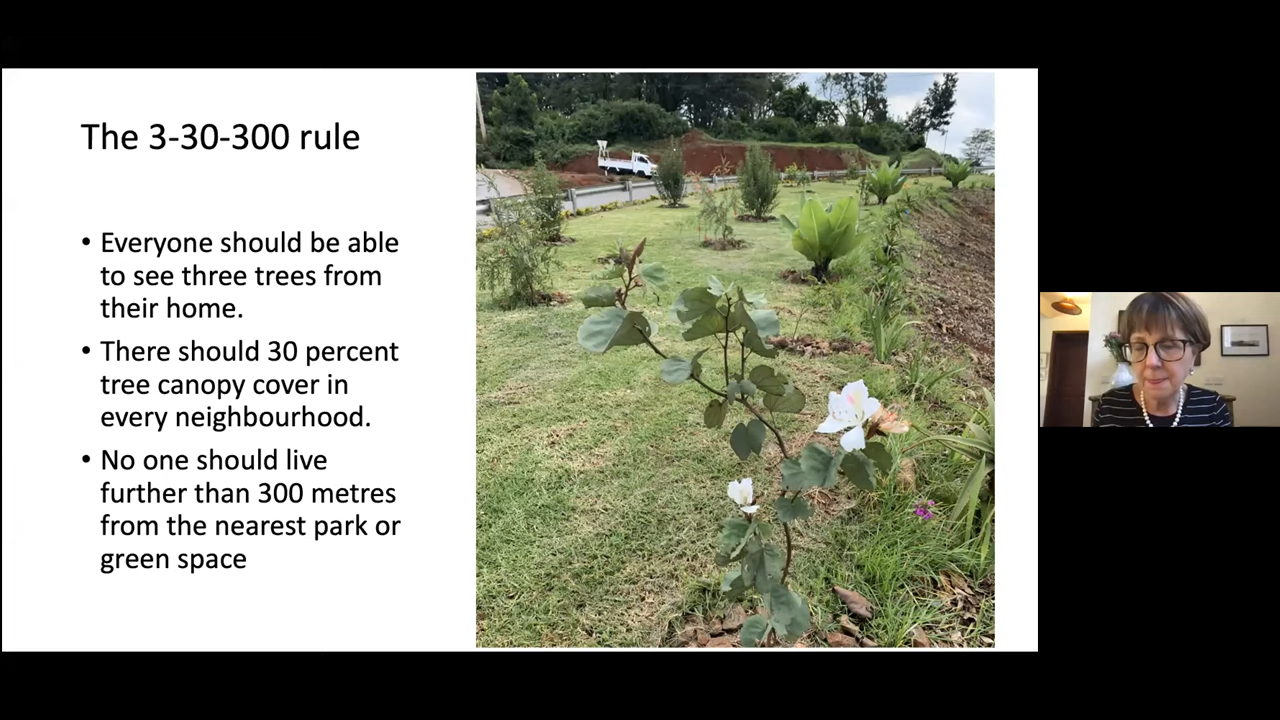 The 3-30-300 rule
• Everyone should be able
to see three trees from
their home.
• There should 30 percent
tree canopy cover in
every neighbourhood.
• No one should live
further than 300 metres
from the nearest park or
green space